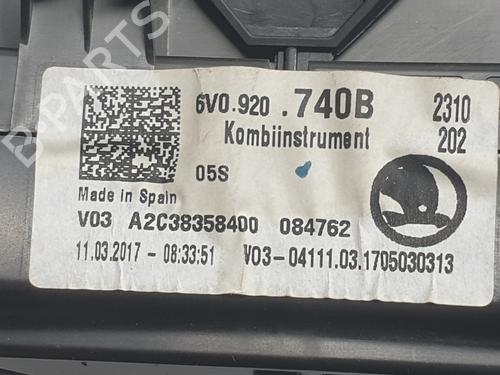 6V0.920 .740B 2310
Kombiinstrument 202
05S
Made in Spain
V03 A2C38358400 084762
11.03.2017 - 08:33:51 V03-04111.03.1705030313
B-PARTS